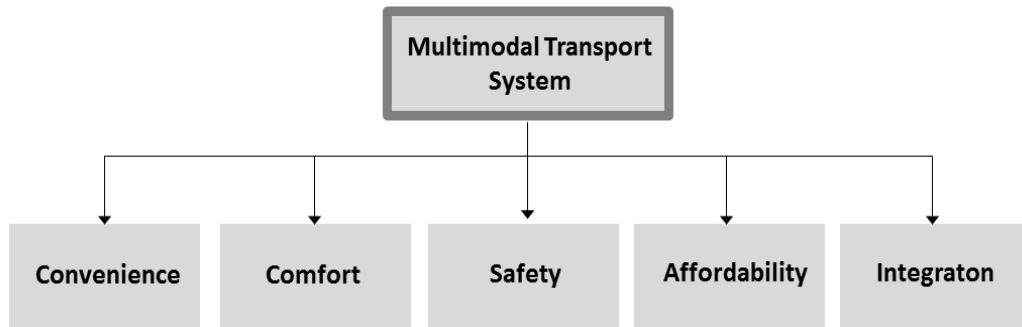 Multimodal Transport
System
Convenience
Comfort
Safety
Affordability
Integraton